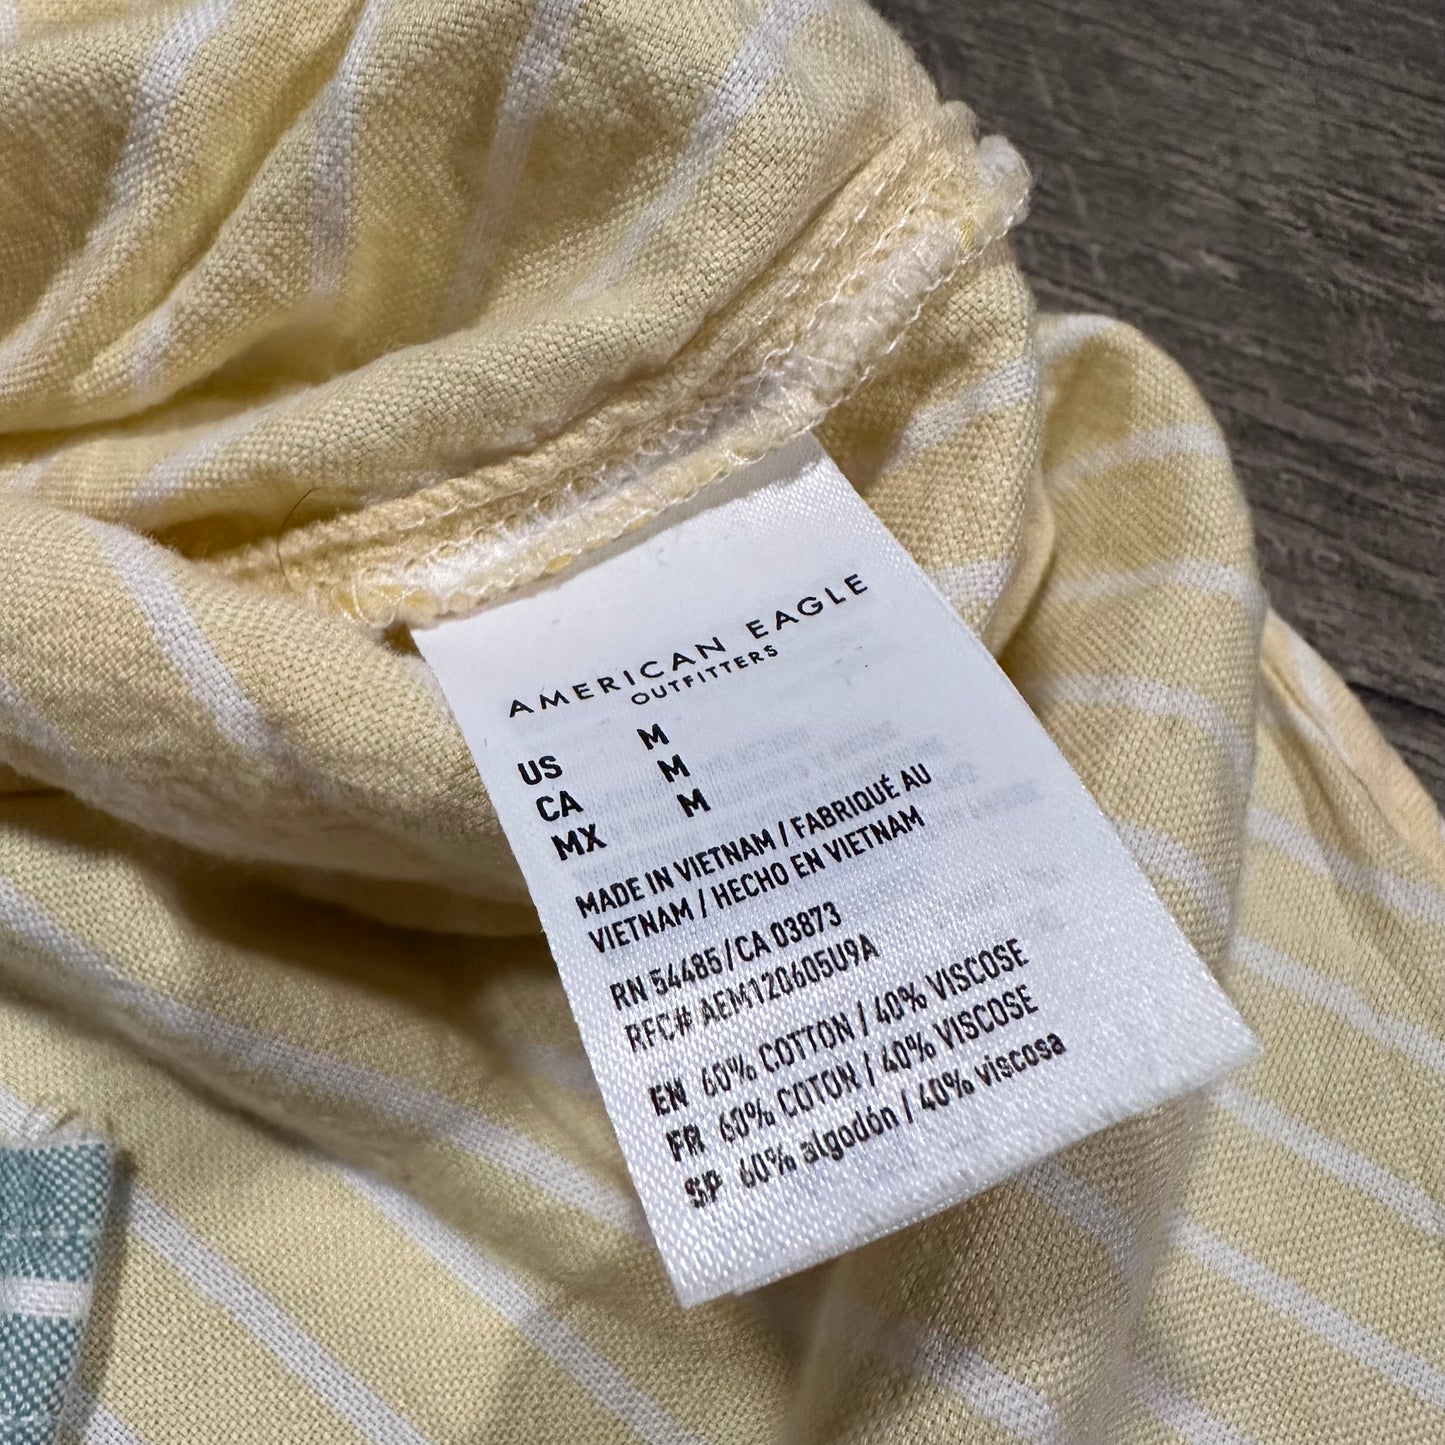 AMERICAN EAGLE
OUTFITTERS
US M
CA M
MX M
MADE IN VIETNAM / FABRIQUÉ AU
VIETNAM / HECHO EN VIETNAM
RN 54485/CA 03873
RFC# AEM120605U9A
EN 60% COTTON / 40% VISCOSE
FR 60% COTON / 40% VISCOSE
SP 60% algodón / 40% viscosa